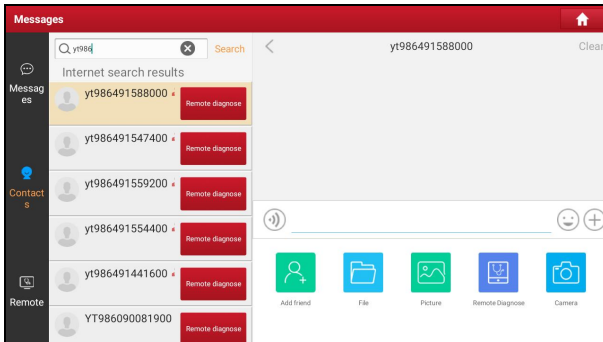 Messages
yt986
Search
yt986491588000
Clear
Internet search results
Messag
es
Contact
s
Remote
yt986491588000
Remote diagnose
yt986491547400
Remote diagnose
yt986491559200
Remote diagnose
yt986491554400
Remote diagnose
yt986491441600
Remote diagnose
YT986090081900
Remote diagnose
Add friend
File
Picture
Remote Diagnose
Camera